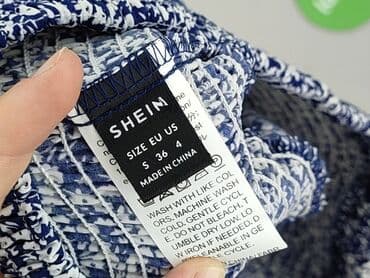 SHEIN
SIZE EU US
S 36 4
MADE IN CHINA
WASH WITH LIKE COL
ORS, MACHINE WASH
COLD, GENTLE CYCL
E, DO NOT BLEACH, T
UMBLE DRY LOW, LO
W IRON IF NEEDED, D